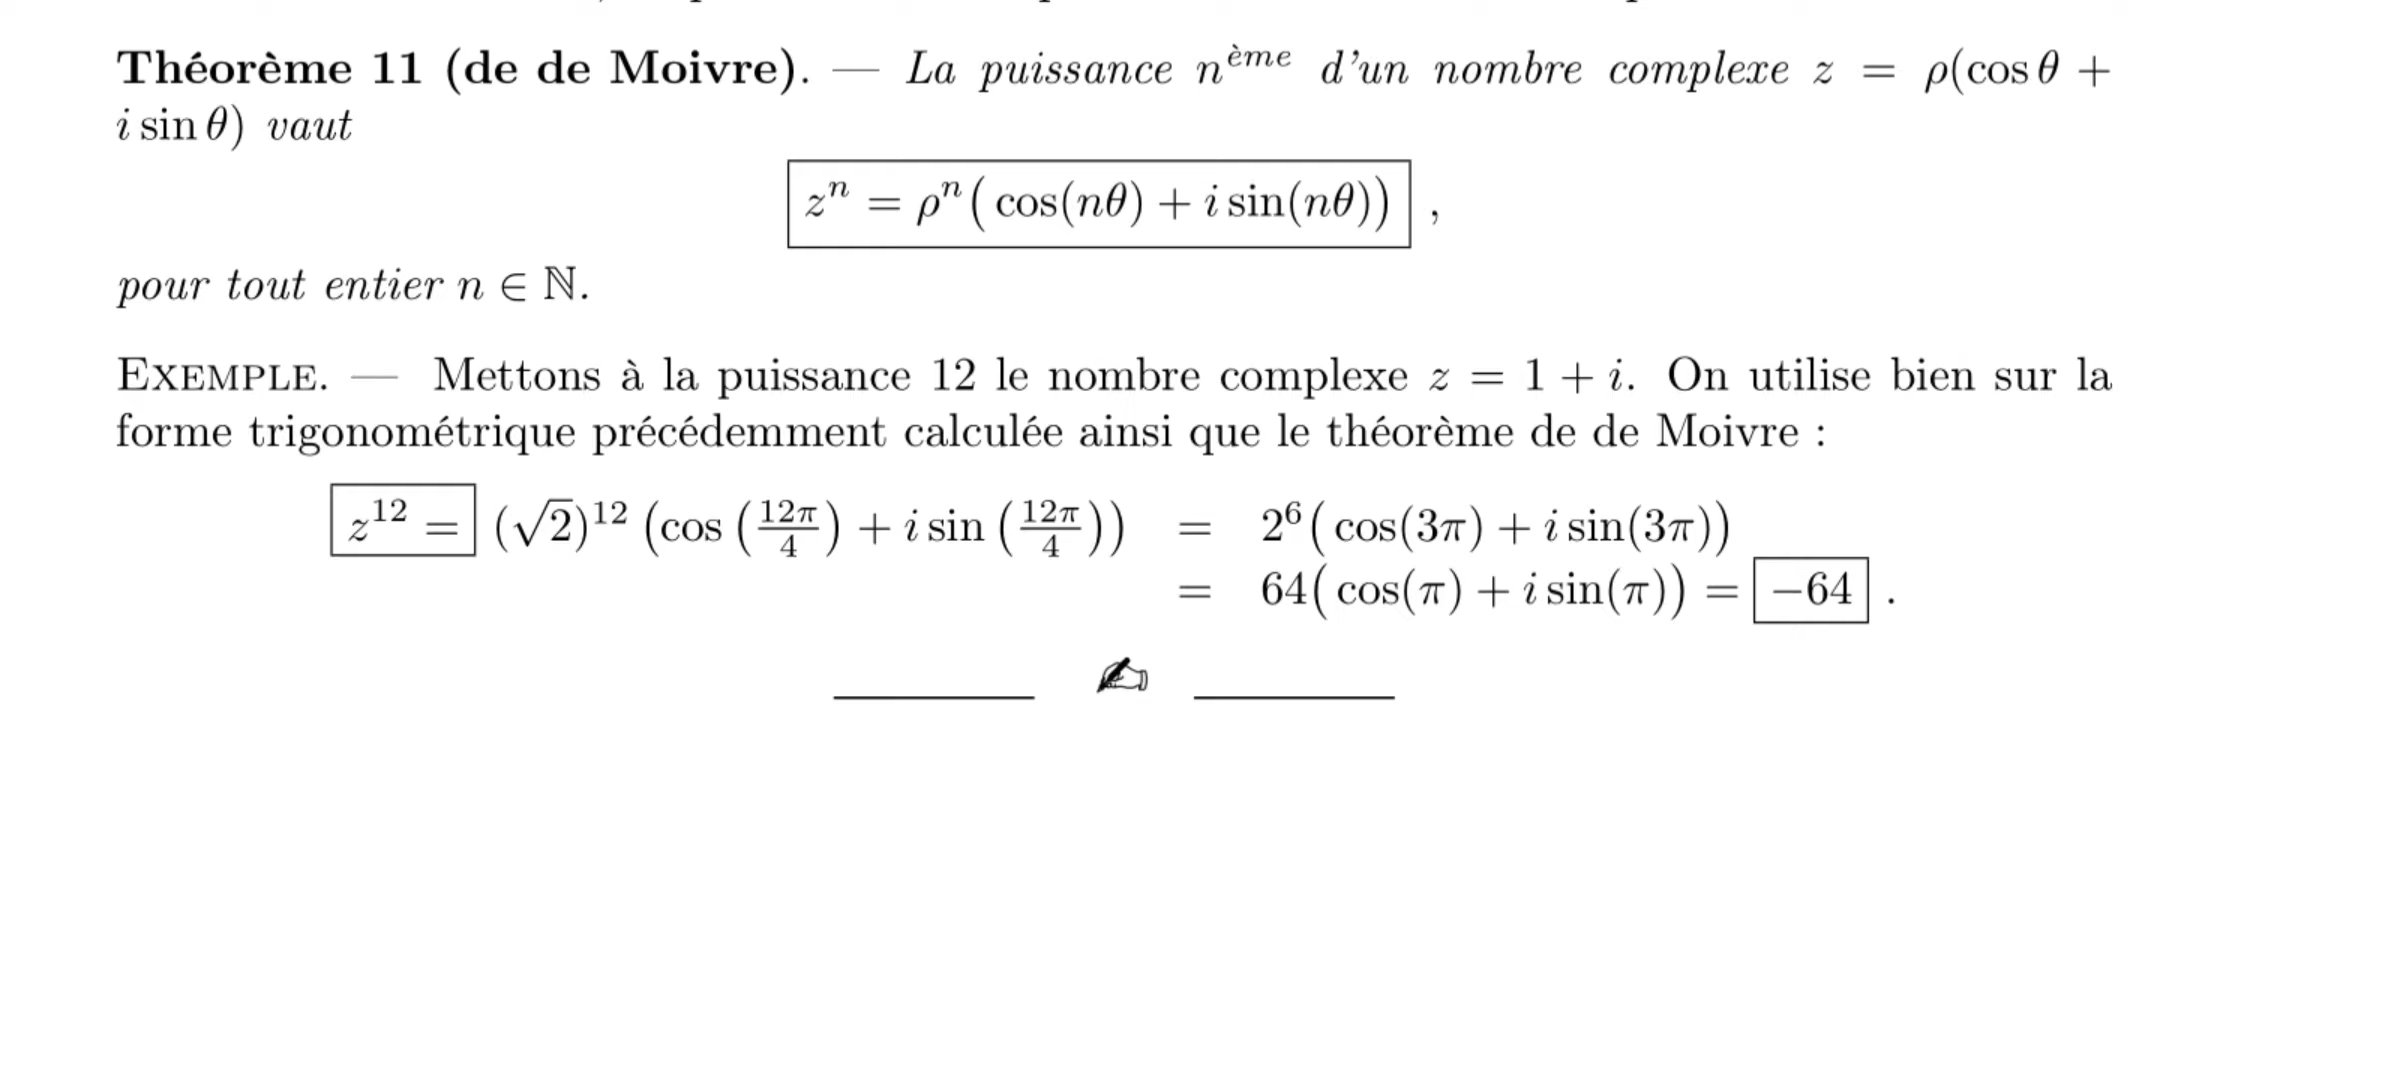 Théorème 11 (de de Moivre). — La puissance nème d'un nombre complexe z = ρ(cos θ +
i sin θ) vaut
zⁿ = ρⁿ( cos(nθ) + i sin(nθ)) ,
pour tout entier n ∈ ℕ.
EXEMPLE. — Mettons à la puissance 12 le nombre complexe z = 1 + i. On utilise bien sur la
forme trigonométrique précédemment calculée ainsi que le théorème de de Moivre :
z¹² = (√2)¹² (cos (12π/4) + i sin (12π/4)) = 2⁶( cos(3π) + i sin(3π))
= 64( cos(π) + i sin(π)) = −64 .